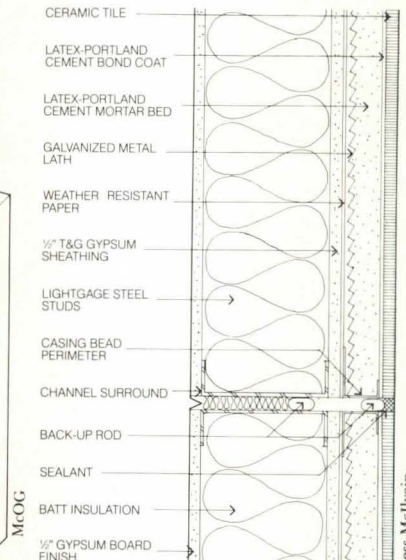 CERAMIC TILE
LATEX-PORTLAND
CEMENT BOND COAT
LATEX-PORTLAND
CEMENT MORTAR BED
GALVANIZED METAL
LATH
WEATHER RESISTANT
PAPER
½" T&G GYPSUM
SHEATHING
LIGHTGAGE STEEL
STUDS
CASING BEAD
PERIMETER
CHANNEL SURROUND
BACK-UP ROD
SEALANT
BATT INSULATION
½" GYPSUM BOARD
FINISH
McOG
McIlvain